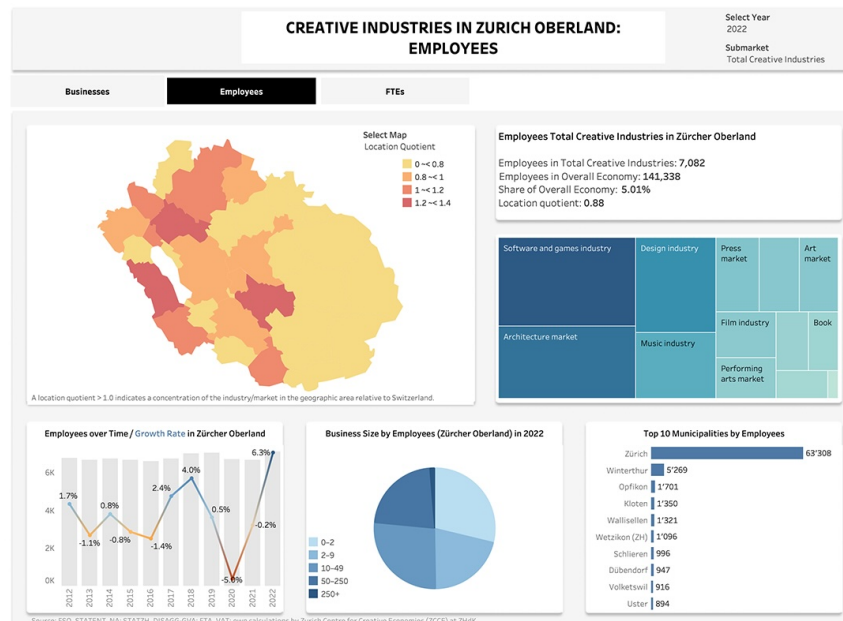 CREATIVE INDUSTRIES IN ZURICH OBERLAND:
EMPLOYEES
Select Year
2022
Submarket
Total Creative Industries
Businesses
Employees
FTEs
Select Map
Location Quotient
0 ~< 0.8
0.8 ~< 1
1 ~< 1.2
1.2 ~< 1.4
A location quotient > 1.0 indicates a concentration of the industry/market in the geographic area relative to Switzerland.
Employees Total Creative Industries in Zürcher Oberland
Employees in Total Creative Industries: 7,082
Employees in Overall Economy: 141,338
Share of Overall Economy: 5.01%
Location quotient: 0.88
Software and games industry
Architecture market
Design industry
Music industry
Press
market
Art
market
Film industry
Book
Performing
arts market
Employees over Time / Growth Rate in Zürcher Oberland
6K
4K
2K
0K
1.7%
-1.1%
0.8%
-0.8%
-1.4%
2.4%
4.0%
0.5%
-5.0%
-0.2%
6.3%
2012
2013
2014
2015
2016
2017
2018
2019
2020
2021
2022
Business Size by Employees (Zürcher Oberland) in 2022
0-2
2-9
10-49
50-250
250+
Top 10 Municipalities by Employees
Zürich 63'308
Winterthur 5'269
Opfikon 1'701
Kloten 1'350
Wallisellen 1'321
Wetzikon (ZH) 1'096
Schlieren 996
Dübendorf 947
Volketswil 916
Uster 894